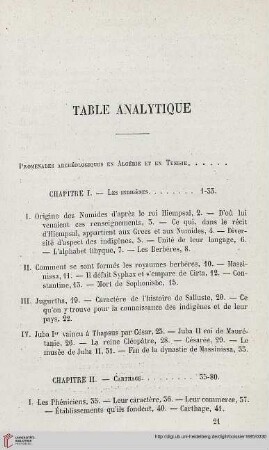 TABLE ANALYTIQUE
PROMENADES ARCHÉOLOGIQUES EN ALGÉRIE ET EN TUNISIE. . . . . .
CHAPITRE I. — LES INDIGÈNES. . . . . . . . . 1-33.
I. Origine des Numides d'après le roi Hiempsal, 2. — D'où lui
venaient ces renseignements, 3. — Ce qui, dans le récit
d'Hiempsal, appartient aux Grecs et aux Numides, 4. — Diver-
sité d'aspect des indigènes, 5. — Unité de leur langage, 6.
— L'alphabet libyque, 7. — Les Berbères, 8.
II. Comment se sont formés les royaumes berbères, 10. — Massi-
nissa, 11. — Il défait Syphax et s'empare de Cirta, 12. — Con-
stantine, 13. — Mort de Sophonisbe, 15.
III. Jugurtha, 19. — Caractère de l'histoire de Salluste, 20. — Ce
qu'on y trouve pour la connaissance des indigènes et de leur
pays, 22.
IV. Juba Ier vaincu à Thapsus par César, 25. — Juba II roi de Mauré-
tanie, 26. — La reine Cléopâtre, 28. — Césarée, 29. — Le
musée de Juba II, 31. — Fin de la dynastie de Massinissa, 33.
CHAPITRE II. — CARTHAGE. . . . . . . . . 35-80.
I. Les Phéniciens, 35. — Leur caractère, 36. — Leur commerce, 37.
— Établissements qu'ils fondent, 40. — Carthage, 41.
21